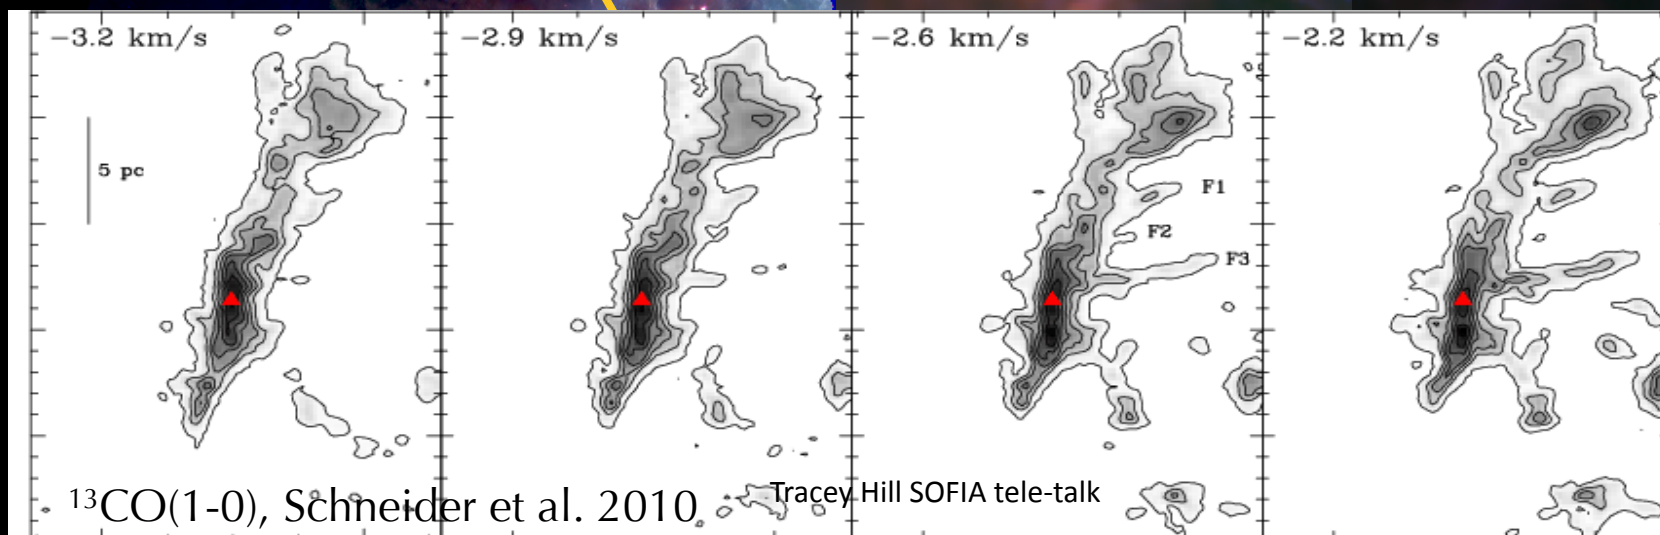 −3.2 km/s
−2.9 km/s
−2.6 km/s
−2.2 km/s
5 pc
F1
F2
F3
¹³CO(1-0), Schneider et al. 2010
Tracey Hill SOFIA tele-talk